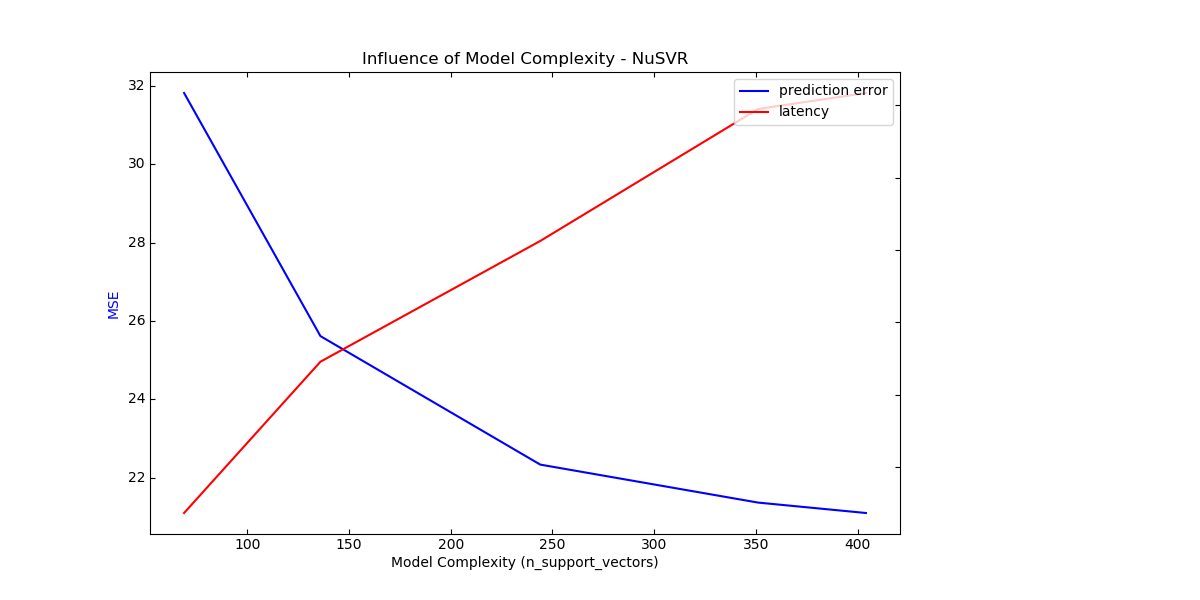 Influence of Model Complexity - NuSVR
prediction error
latency
32
30
28
26
24
22
MSE
100 150 200 250 300 350 400
Model Complexity (n_support_vectors)